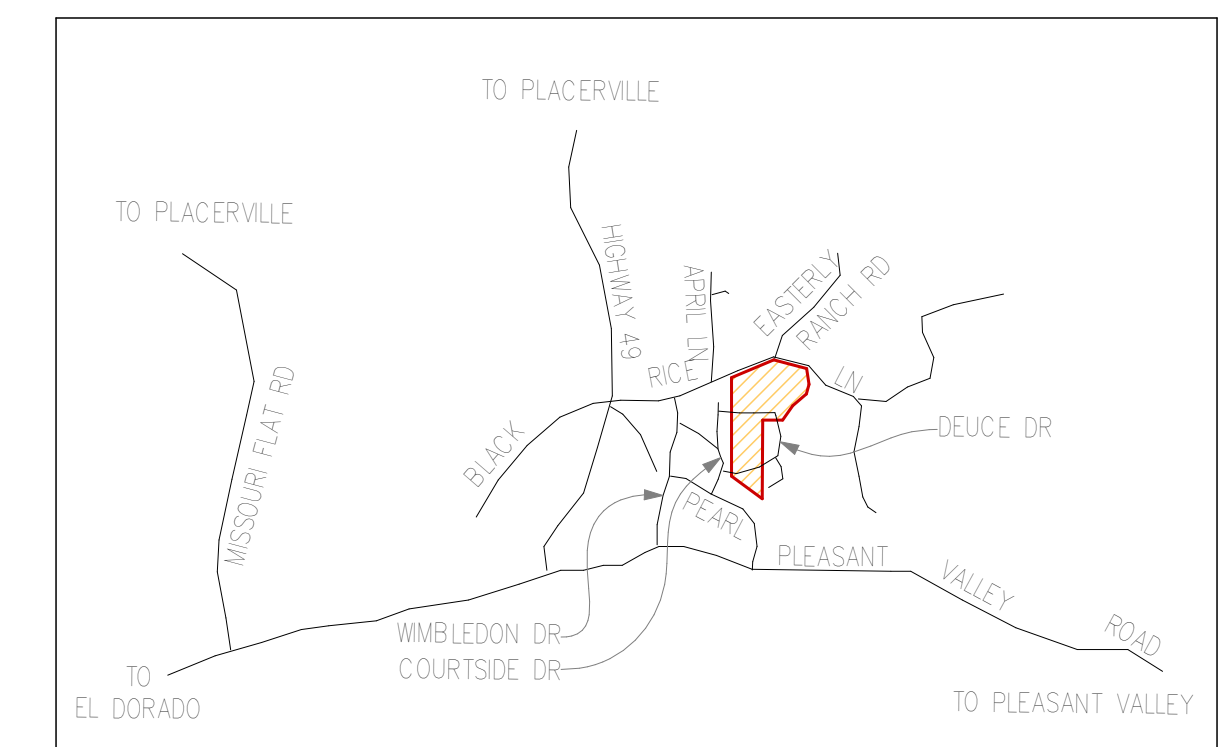 TO PLACERVILLE
TO PLACERVILLE
HIGHWAY 49
APRIL LN
EASTERLY
RANCH RD
MISSOURI FLAT RD
BLACK
RICE
LN
DEUCE DR
PEARL
PLEASANT
VALLEY
ROAD
WIMBLEDON DR
COURTSIDE DR
TO
EL DORADO
TO PLEASANT VALLEY